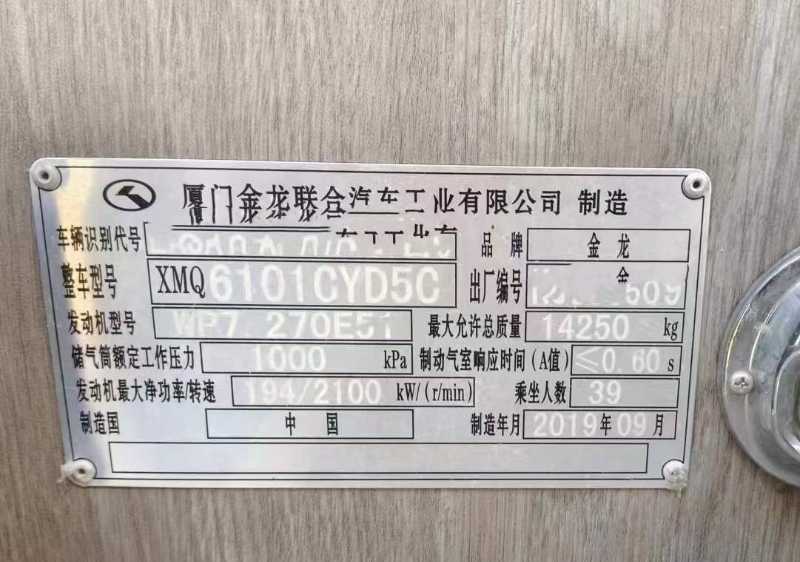 厦门金龙联合汽车工业有限公司 制造
车辆识别代号 品牌 金龙
整车型号 XMQ6101CYD5C 出厂编号
发动机型号 WP7 270E51 最大允许总质量 14250 kg
储气筒额定工作压力 1000 kPa 制动气室响应时间(A值) ≤0.60 s
发动机最大净功率/转速 194/2100 kW/(r/min) 乘坐人数 39
制造国 中国 制造年月 2019年09月